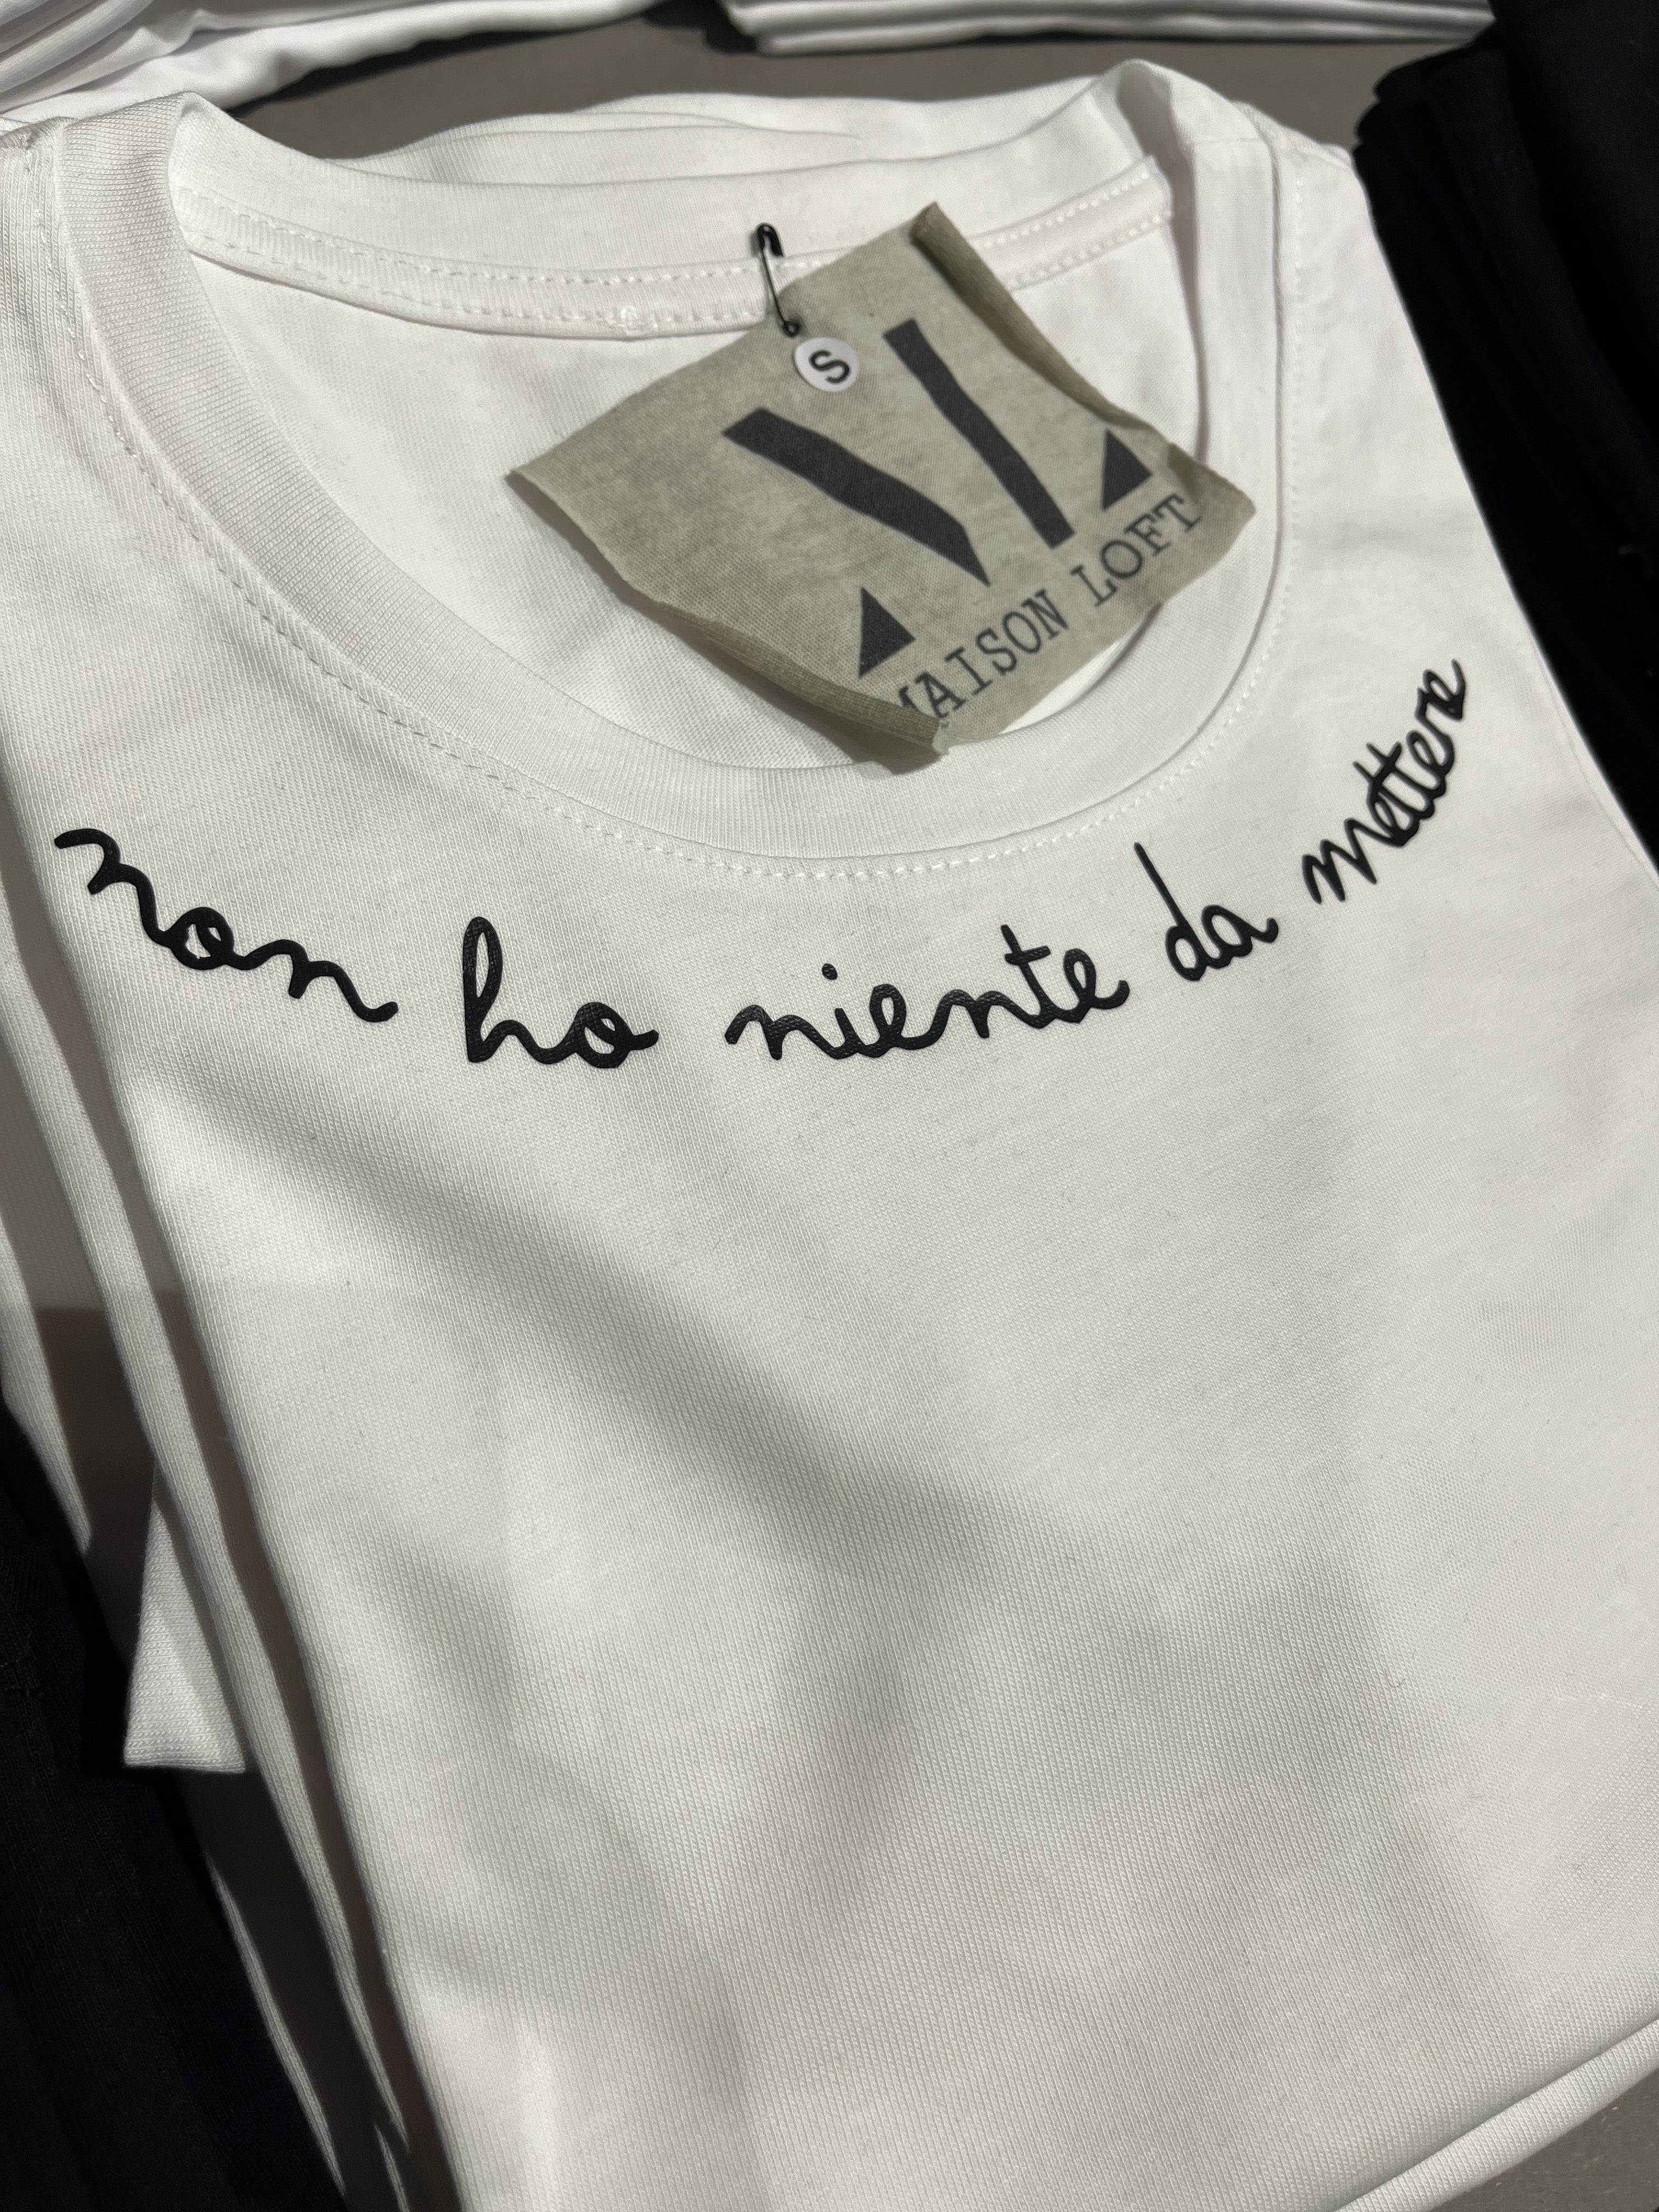 S
MAISON LOFT
non ho niente da mettere